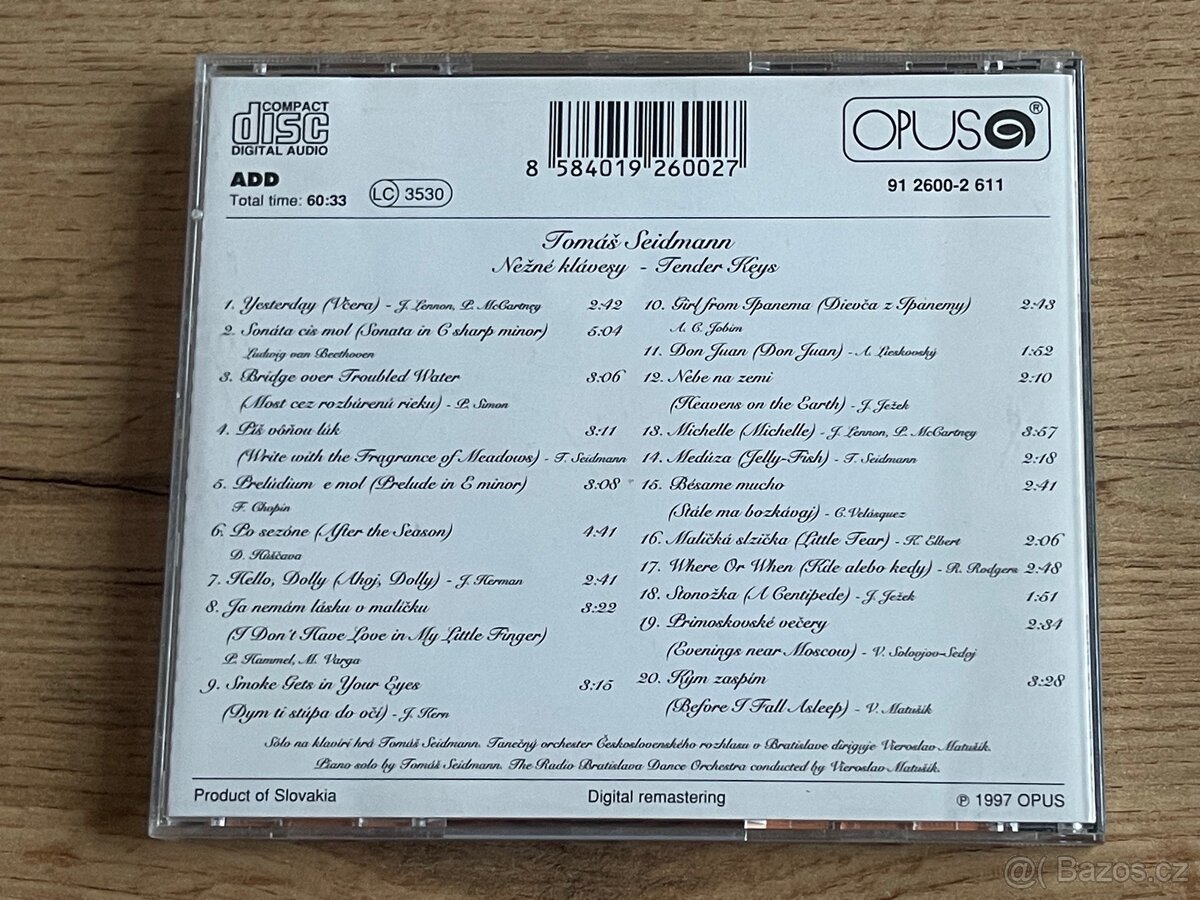 COMPACT
disc
DIGITAL AUDIO
ADD
Total time: 60:33
LC 3530
8 584019 260027
OPUS ®
91 2600-2 611
Tomáš Seidmann
Nežné klávesy - Tender Keys
1. Yesterday (Včera) - J. Lennon, P. McCartney 2:42
2. Sonáta cis mol (Sonata in C sharp minor) 5:04
Ludwig van Beethoven
3. Bridge over Troubled Water 3:06
(Most cez rozbúrenú rieku) - P. Simon
4. Píš vôňou lúk 3:11
(Write with the Fragrance of Meadows) - T. Seidmann
5. Prelúdium e mol (Prelude in E minor) 3:08
F. Chopin
6. Po sezóne (After the Season) 4:41
D. Húščava
7. Hello, Dolly (Ahoj, Dolly) - J. Herman 2:41
8. Ja nemám lásku v malíčku 3:22
(I Don't Have Love in My Little Finger)
P. Hammel, M. Varga
9. Smoke Gets in Your Eyes 3:15
(Dym ti stúpa do očí) - J. Kern
10. Girl from Ipanema (Dievča z Ipanemy) 2:43
A. C. Jobim
11. Don Juan (Don Juan) - A. Lieskovský 1:52
12. Nebe na zemi 2:10
(Heavens on the Earth) - J. Ježek
13. Michelle (Michelle) - J. Lennon, P. McCartney 3:57
14. Medúza (Jelly-Fish) - T. Seidmann 2:18
15. Bésame mucho 2:41
(Stále ma bozkávaj) - C. Velásquez
16. Maličká slzička (Little Tear) - K. Elbert 2:06
17. Where Or When (Kde alebo kedy) - R. Rodgers 2:48
18. Stonožka (A Centipede) - J. Ježek 1:51
19. Primoskovské večery 2:34
(Evenings near Moscow) - V. Solovjov-Sedoj
20. Kým zaspím 3:28
(Before I Fall Asleep) - V. Matušík
Sólo na klavíri hrá Tomáš Seidmann. Tanečný orchester Československého rozhlasu v Bratislave diriguje Vieroslav Matušík.
Piano solo by Tomáš Seidmann. The Radio Bratislava Dance Orchestra conducted by Vieroslav Matušík.
Product of Slovakia
Digital remastering
℗ 1997 OPUS
@( Bazos.cz